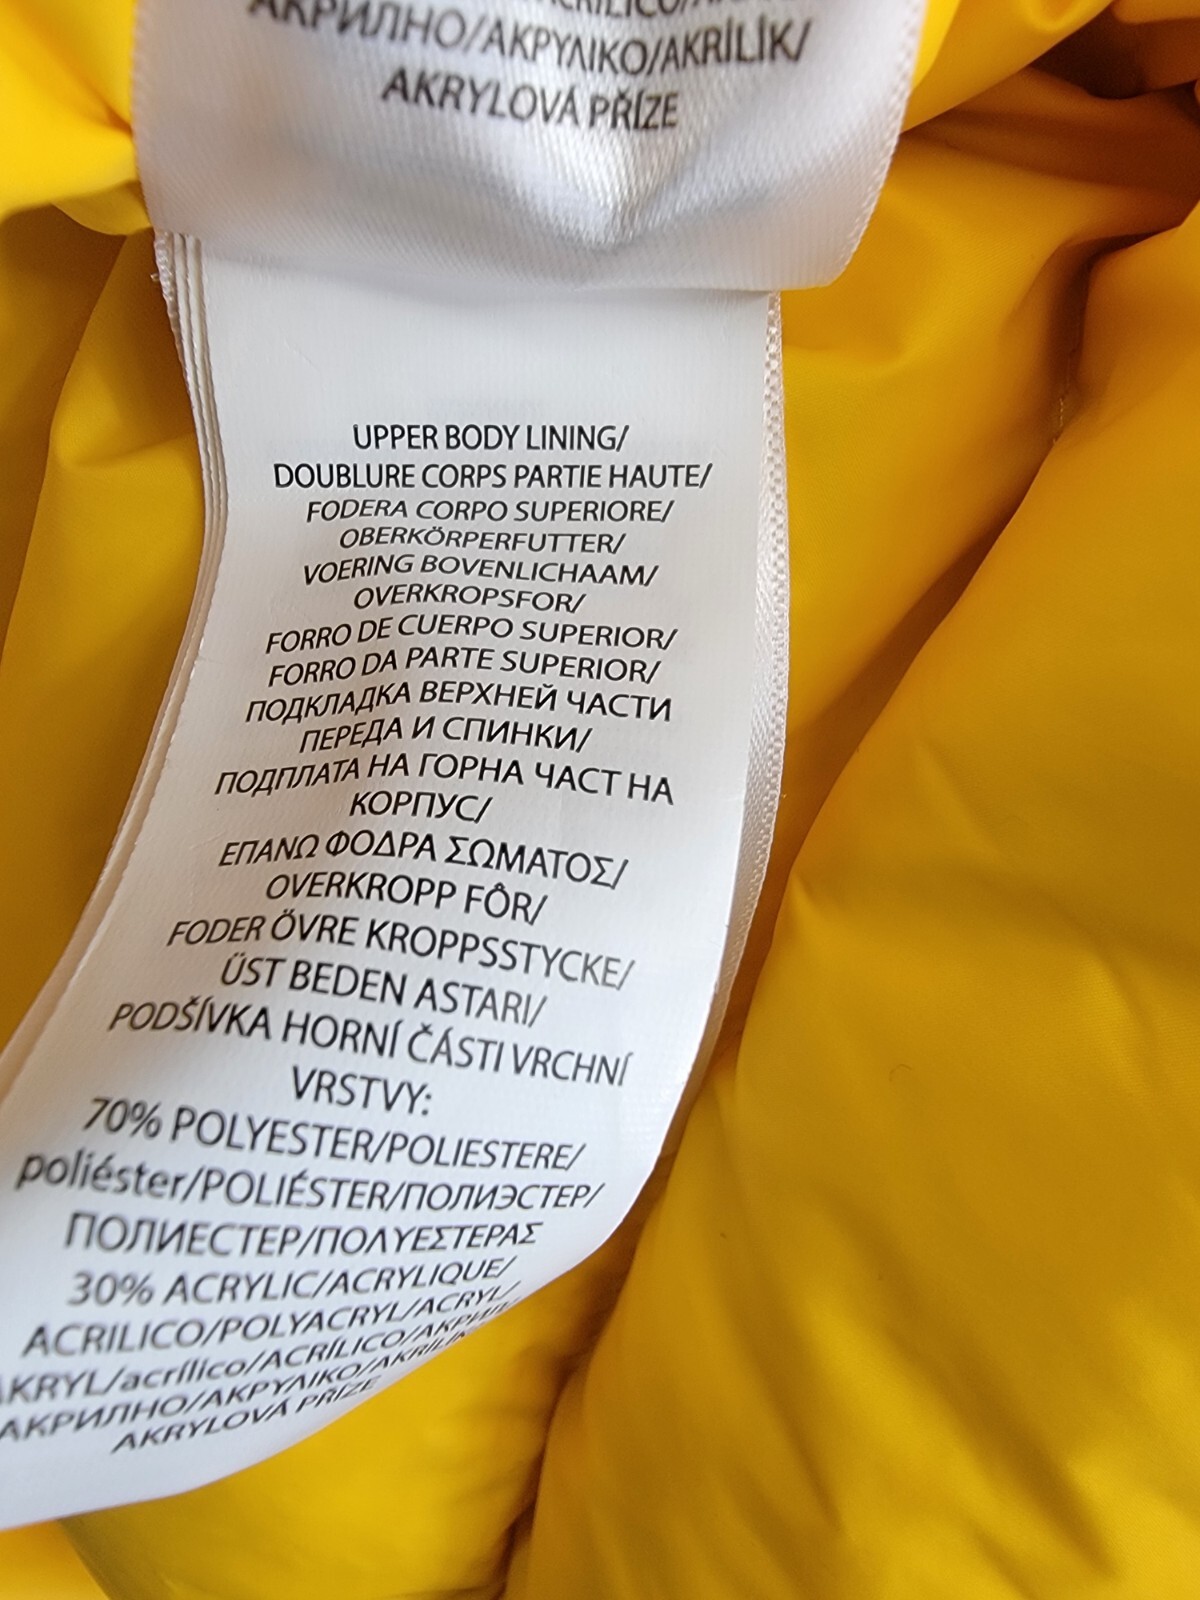 АКРИЛНО/ΑΚΡΥΛΙΚΟ/AKRİLİK/
AKRYLOVÁ PŘÍZE
UPPER BODY LINING/
DOUBLURE CORPS PARTIE HAUTE/
FODERA CORPO SUPERIORE/
OBERKÖRPERFUTTER/
VOERING BOVENLICHAAM/
OVERKROPSFOR/
FORRO DE CUERPO SUPERIOR/
FORRO DA PARTE SUPERIOR/
ПОДКЛАДКА ВЕРХНЕЙ ЧАСТИ
ПЕРЕДА И СПИНКИ/
ПОДПЛАТА НА ГОРНА ЧАСТ НА
КОРПУС/
ΕΠΑΝΩ ΦΟΔΡΑ ΣΩΜΑΤΟΣ/
OVERKROPP FÔR/
FODER ÖVRE KROPPSSTYCKE/
ÜST BEDEN ASTARI/
PODŠÍVKA HORNÍ ČÁSTI VRCHNÍ
VRSTVY:
70% POLYESTER/POLIESTERE/
poliéster/POLIÉSTER/ПОЛИЭСТЕР/
ПОЛИЕСТЕР/ΠΟΛΥΕΣΤΕΡΑΣ
30% ACRYLIC/ACRYLIQUE/
ACRILICO/POLYACRYL/ACRYL/
AKRYL/acrílico/ACRÍLICO/
АКРИЛНО/ΑΚΡΥΛΙΚΟ/
AKRYLOVÁ PŘÍZE